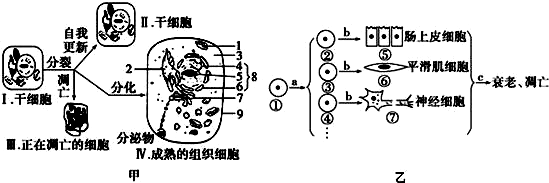 自我
更新
Ⅱ.干细胞
分裂
凋亡
分化
Ⅰ.干细胞
Ⅲ.正在凋亡的细胞
分泌物
Ⅳ.成熟的组织细胞
1
2
3
4
5
6
7
8
9
甲
① a
② b 肠上皮细胞 ⑤
③ b 平滑肌细胞 ⑥
④ b 神经细胞 ⑦
c 衰老、凋亡
乙